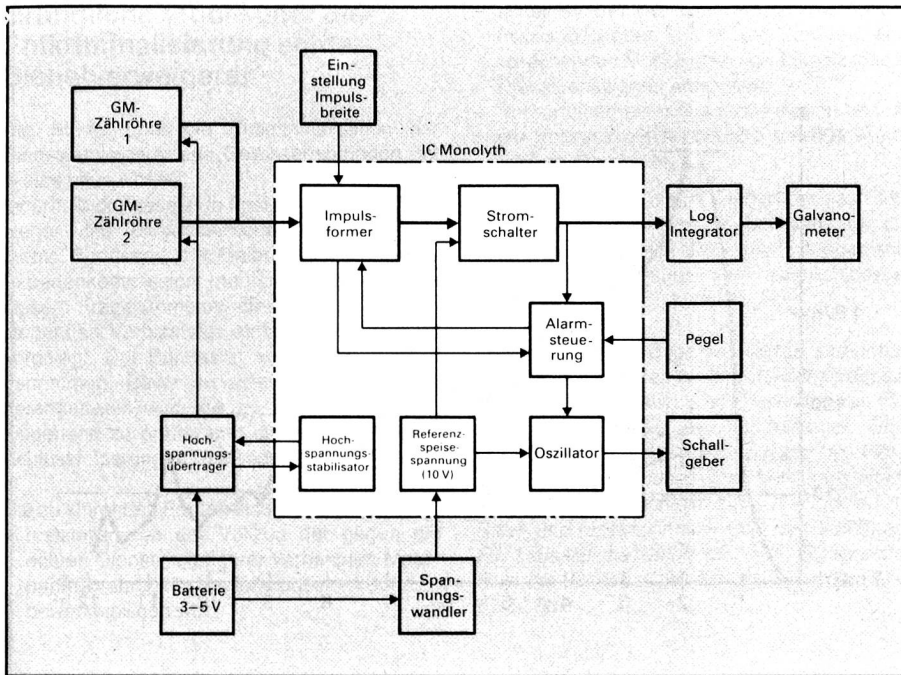 Ein-
stellung
Impuls-
breite
GM-
Zählröhre
1
IC Monolyth
GM-
Zählröhre
2
Impuls-
former
Strom-
schalter
Log.
Integrator
Galvano-
meter
Alarm-
steue-
rung
Pegel
Hoch-
spannungs-
übertrager
Hoch-
spannungs-
stabilisator
Referenz-
speise-
spannung
(10 V)
Oszillator
Schall-
geber
Batterie
3–5 V
Span-
nungs-
wandler